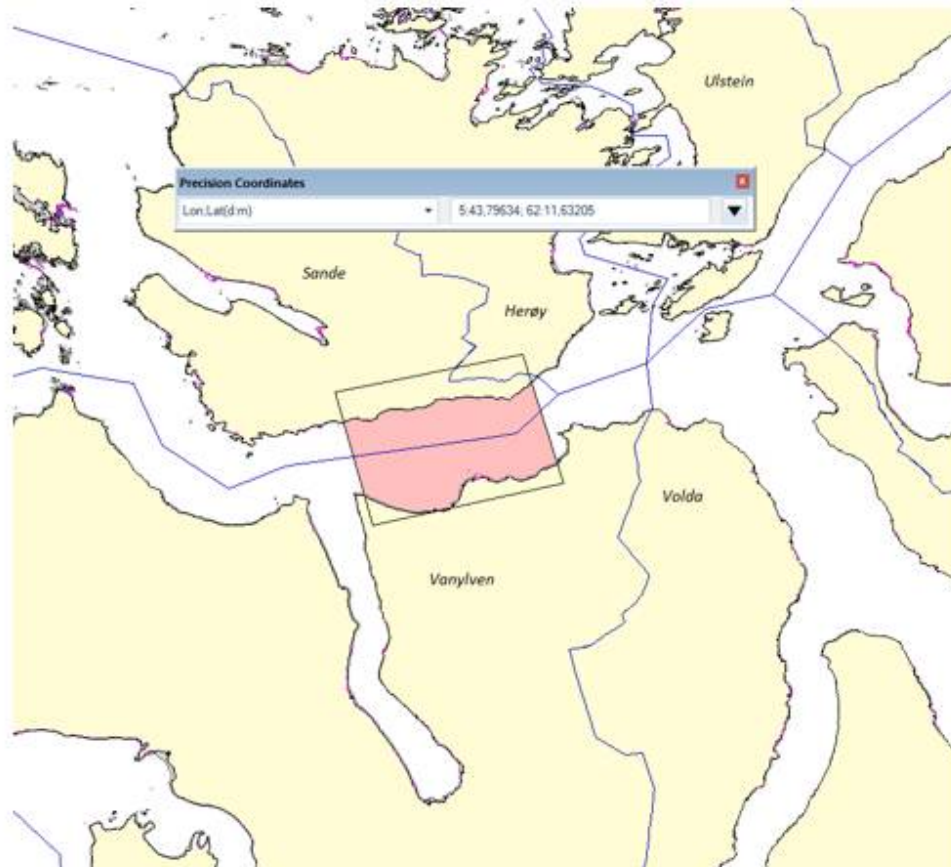 Ulstein
Precision Coordinates
Lon:Lat(d:m)
5:43,79634; 62:11,63205
Sande
Herøy
Volda
Vanylven